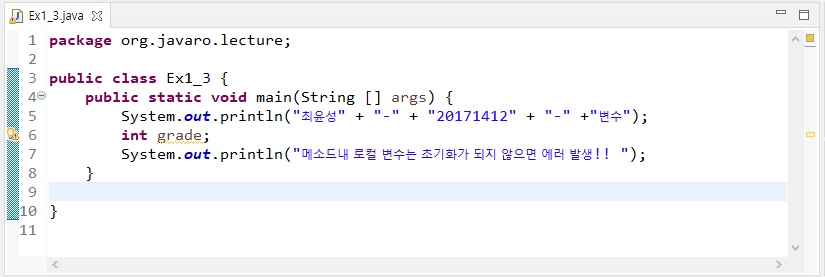 Ex1_3.java
1 package org.javaro.lecture;
2
3 public class Ex1_3 {
4 public static void main(String [] args) {
5 System.out.println("최윤성" + "-" + "20171412" + "-" +"변수");
6 int grade;
7 System.out.println("메소드내 로컬 변수는 초기화가 되지 않으면 에러 발생!! ");
8 }
9
10 }
11